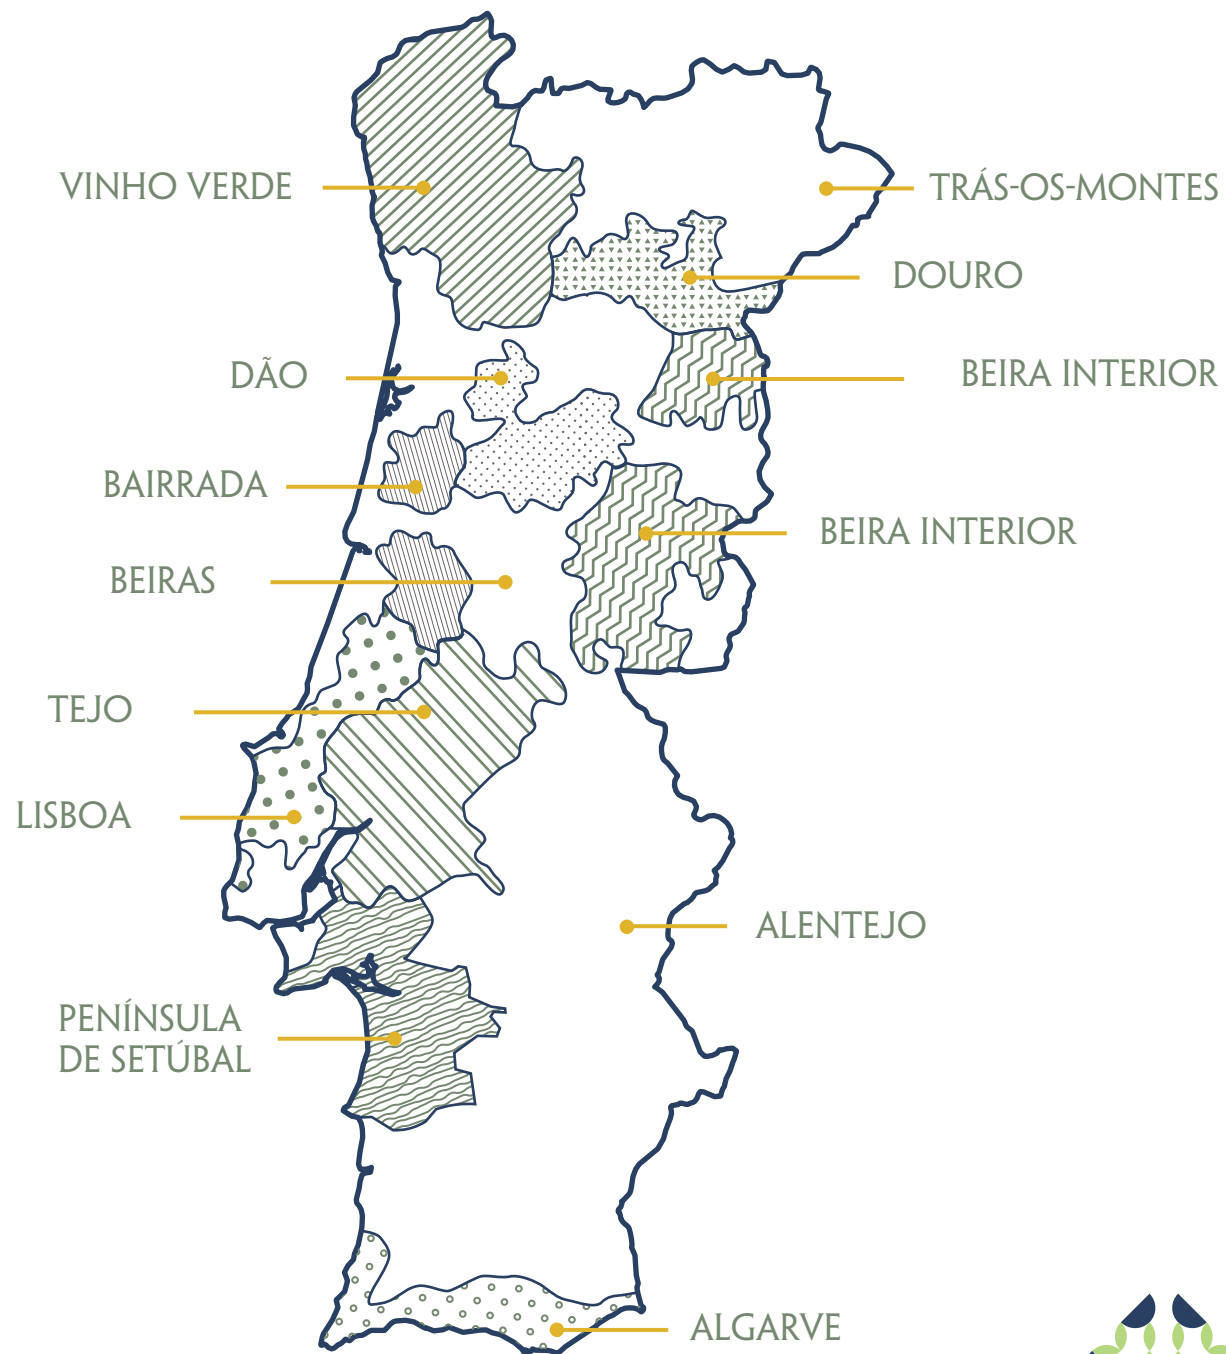 VINHO VERDE
TRÁS-OS-MONTES
DOURO
DÃO
BEIRA INTERIOR
BAIRRADA
BEIRA INTERIOR
BEIRAS
TEJO
LISBOA
ALENTEJO
PENÍNSULA
DE SETÚBAL
ALGARVE